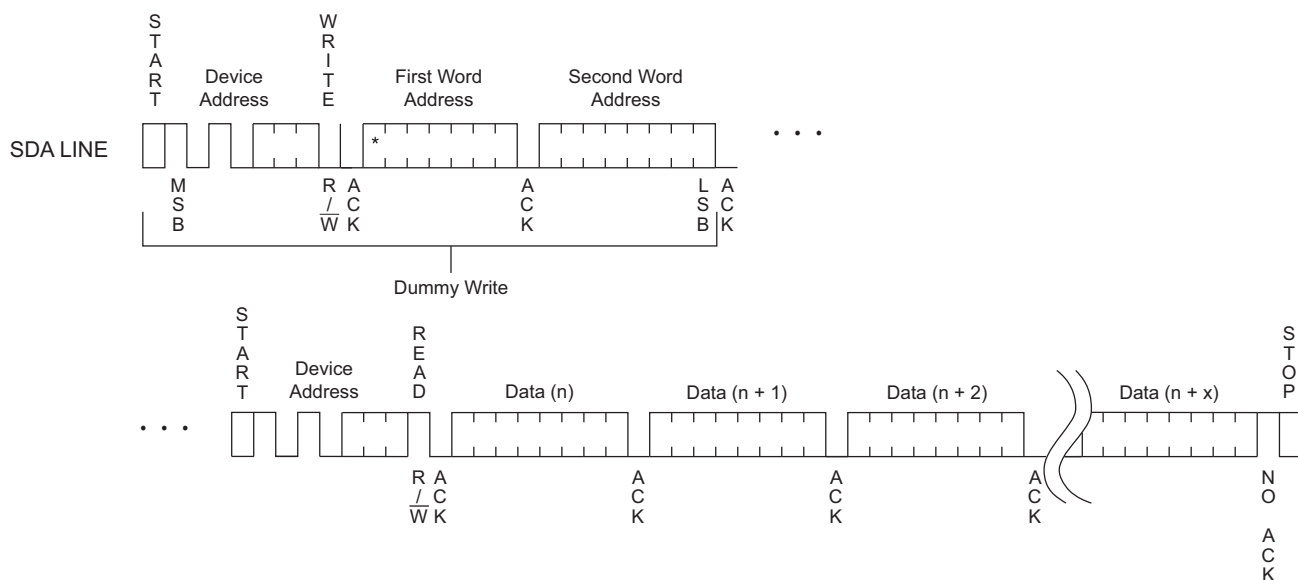 START
WRITE
Device
Address
First Word
Address
Second Word
Address
SDA LINE
*
. . .
MSB
R/W
ACK
ACK
LSB
ACK
Dummy Write
START
READ
STOP
Device
Address
Data (n)
Data (n + 1)
Data (n + 2)
Data (n + x)
. . .
R/W
ACK
ACK
ACK
ACK
NO ACK